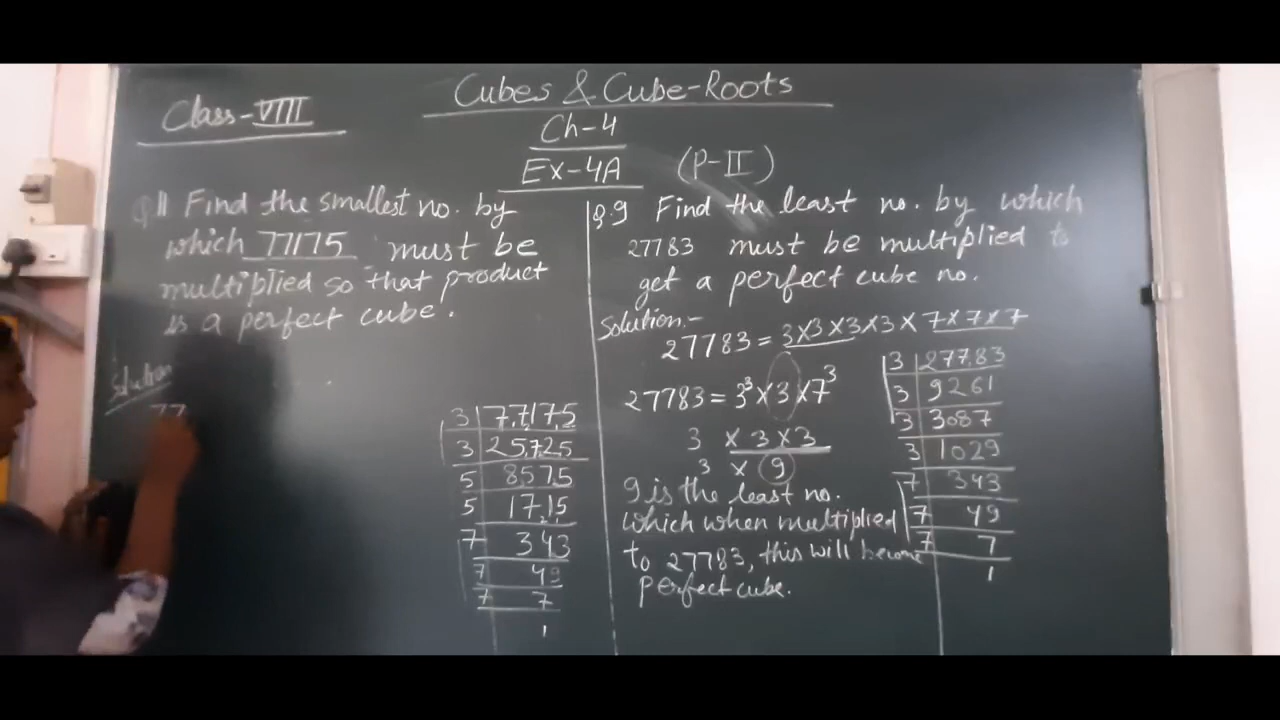 Cubes & Cube-Roots
Class-VIII
Ch-4
Ex-4A (P-II)
Q11 Find the smallest no. by
which 77175 must be
multiplied so that product
is a perfect cube.
Solution
77
3 | 77175
3 | 25725
5 | 8575
5 | 1715
7 | 343
7 | 49
7 | 7
1
Q.9 Find the least no. by which
27783 must be multiplied to
get a perfect cube no.
Solution:-
27783 = 3×3×3×3×7×7×7
27783 = 3³×3×7³
3 × 3×3
3 × 9
9 is the least no.
which when multiplied
to 27783, this will become
perfect cube.
3 | 27783
3 | 9261
3 | 3087
3 | 1029
7 | 343
7 | 49
7 | 7
1